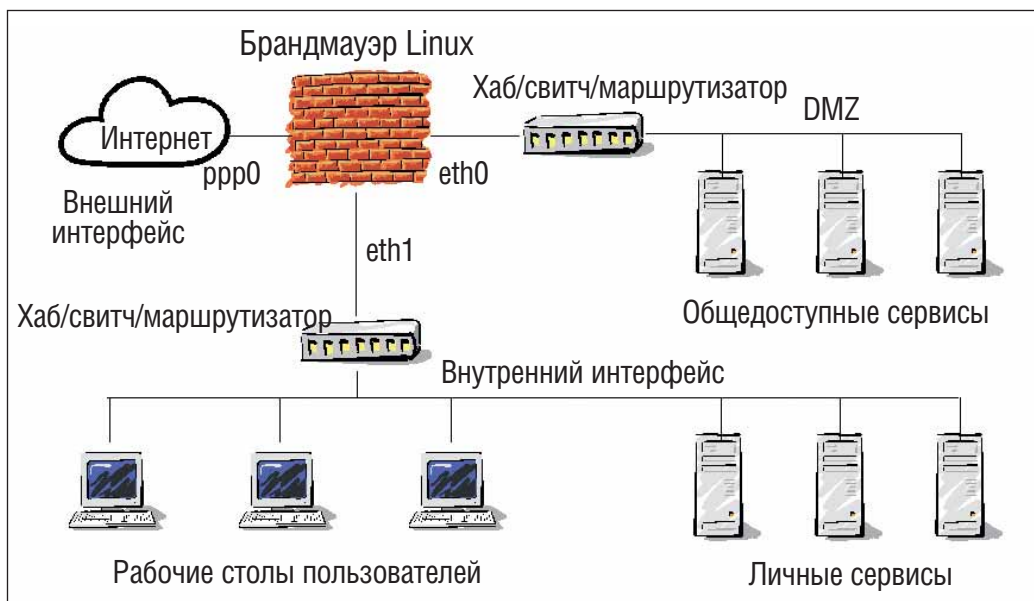 Брандмауэр Linux
Хаб/свитч/маршрутизатор
DMZ
Интернет
ppp0
eth0
Внешний
интерфейс
eth1
Общедоступные сервисы
Хаб/свитч/маршрутизатор
Внутренний интерфейс
Рабочие столы пользователей
Личные сервисы